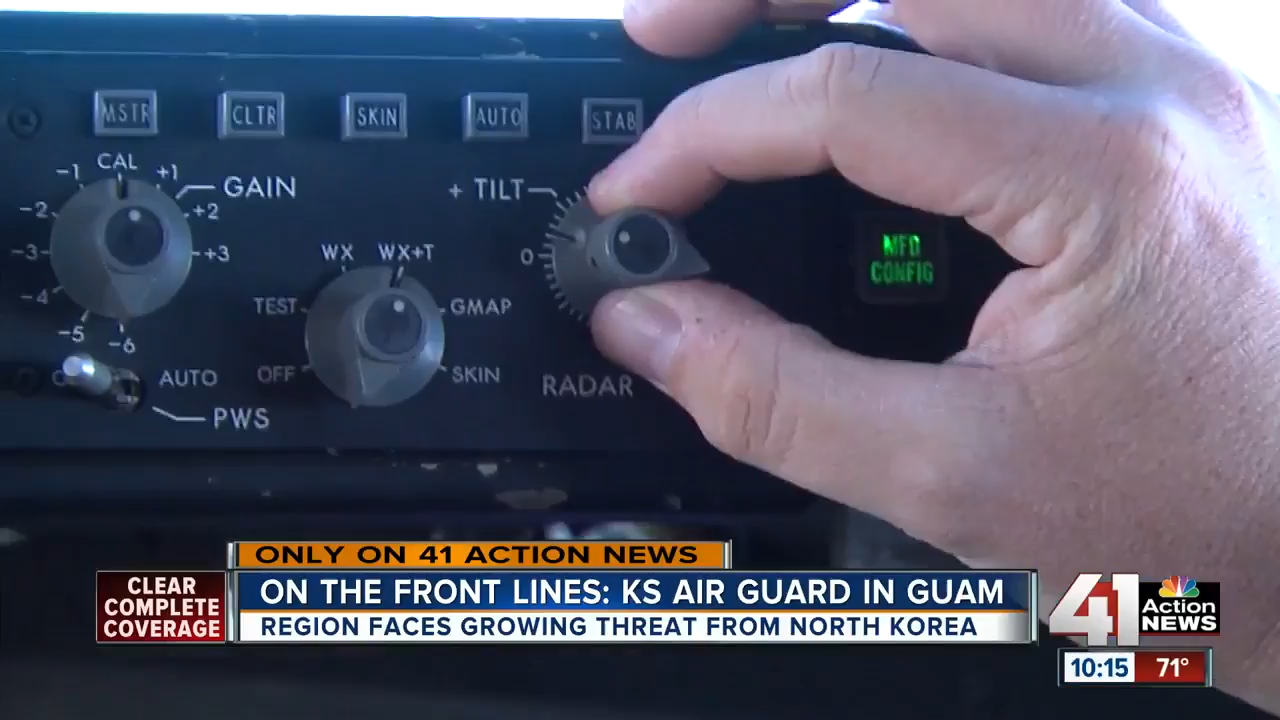 MSTR CLTR SKIN AUTO STAB
CAL
-1 +1
GAIN
-2 +2
-3 +3
-4
-5 -6
AUTO
PWS
WX WX+T
TEST GMAP
OFF SKIN
+ TILT
0
RADAR
MFD
CONFIG
ONLY ON 41 ACTION NEWS
CLEAR
COMPLETE
COVERAGE
ON THE FRONT LINES: KS AIR GUARD IN GUAM
REGION FACES GROWING THREAT FROM NORTH KOREA
41 Action
NEWS
10:15 71°